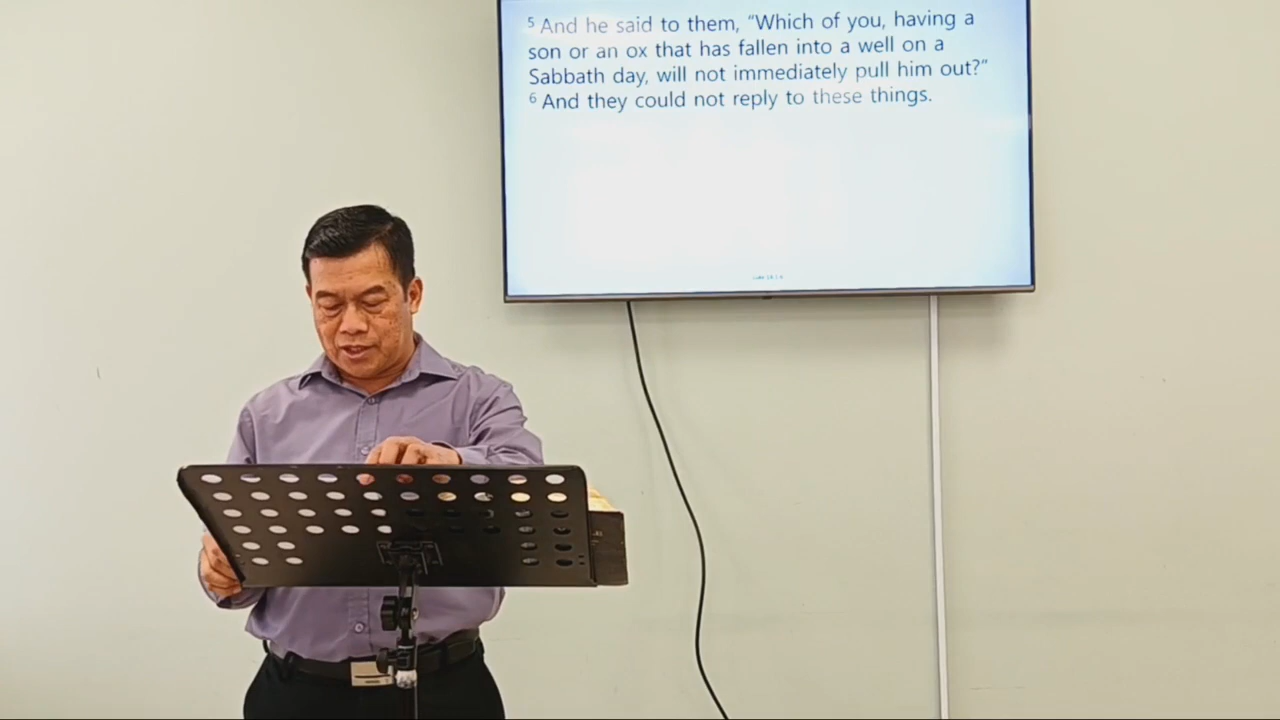 ⁵ And he said to them, “Which of you, having a
son or an ox that has fallen into a well on a
Sabbath day, will not immediately pull him out?”
⁶ And they could not reply to these things.